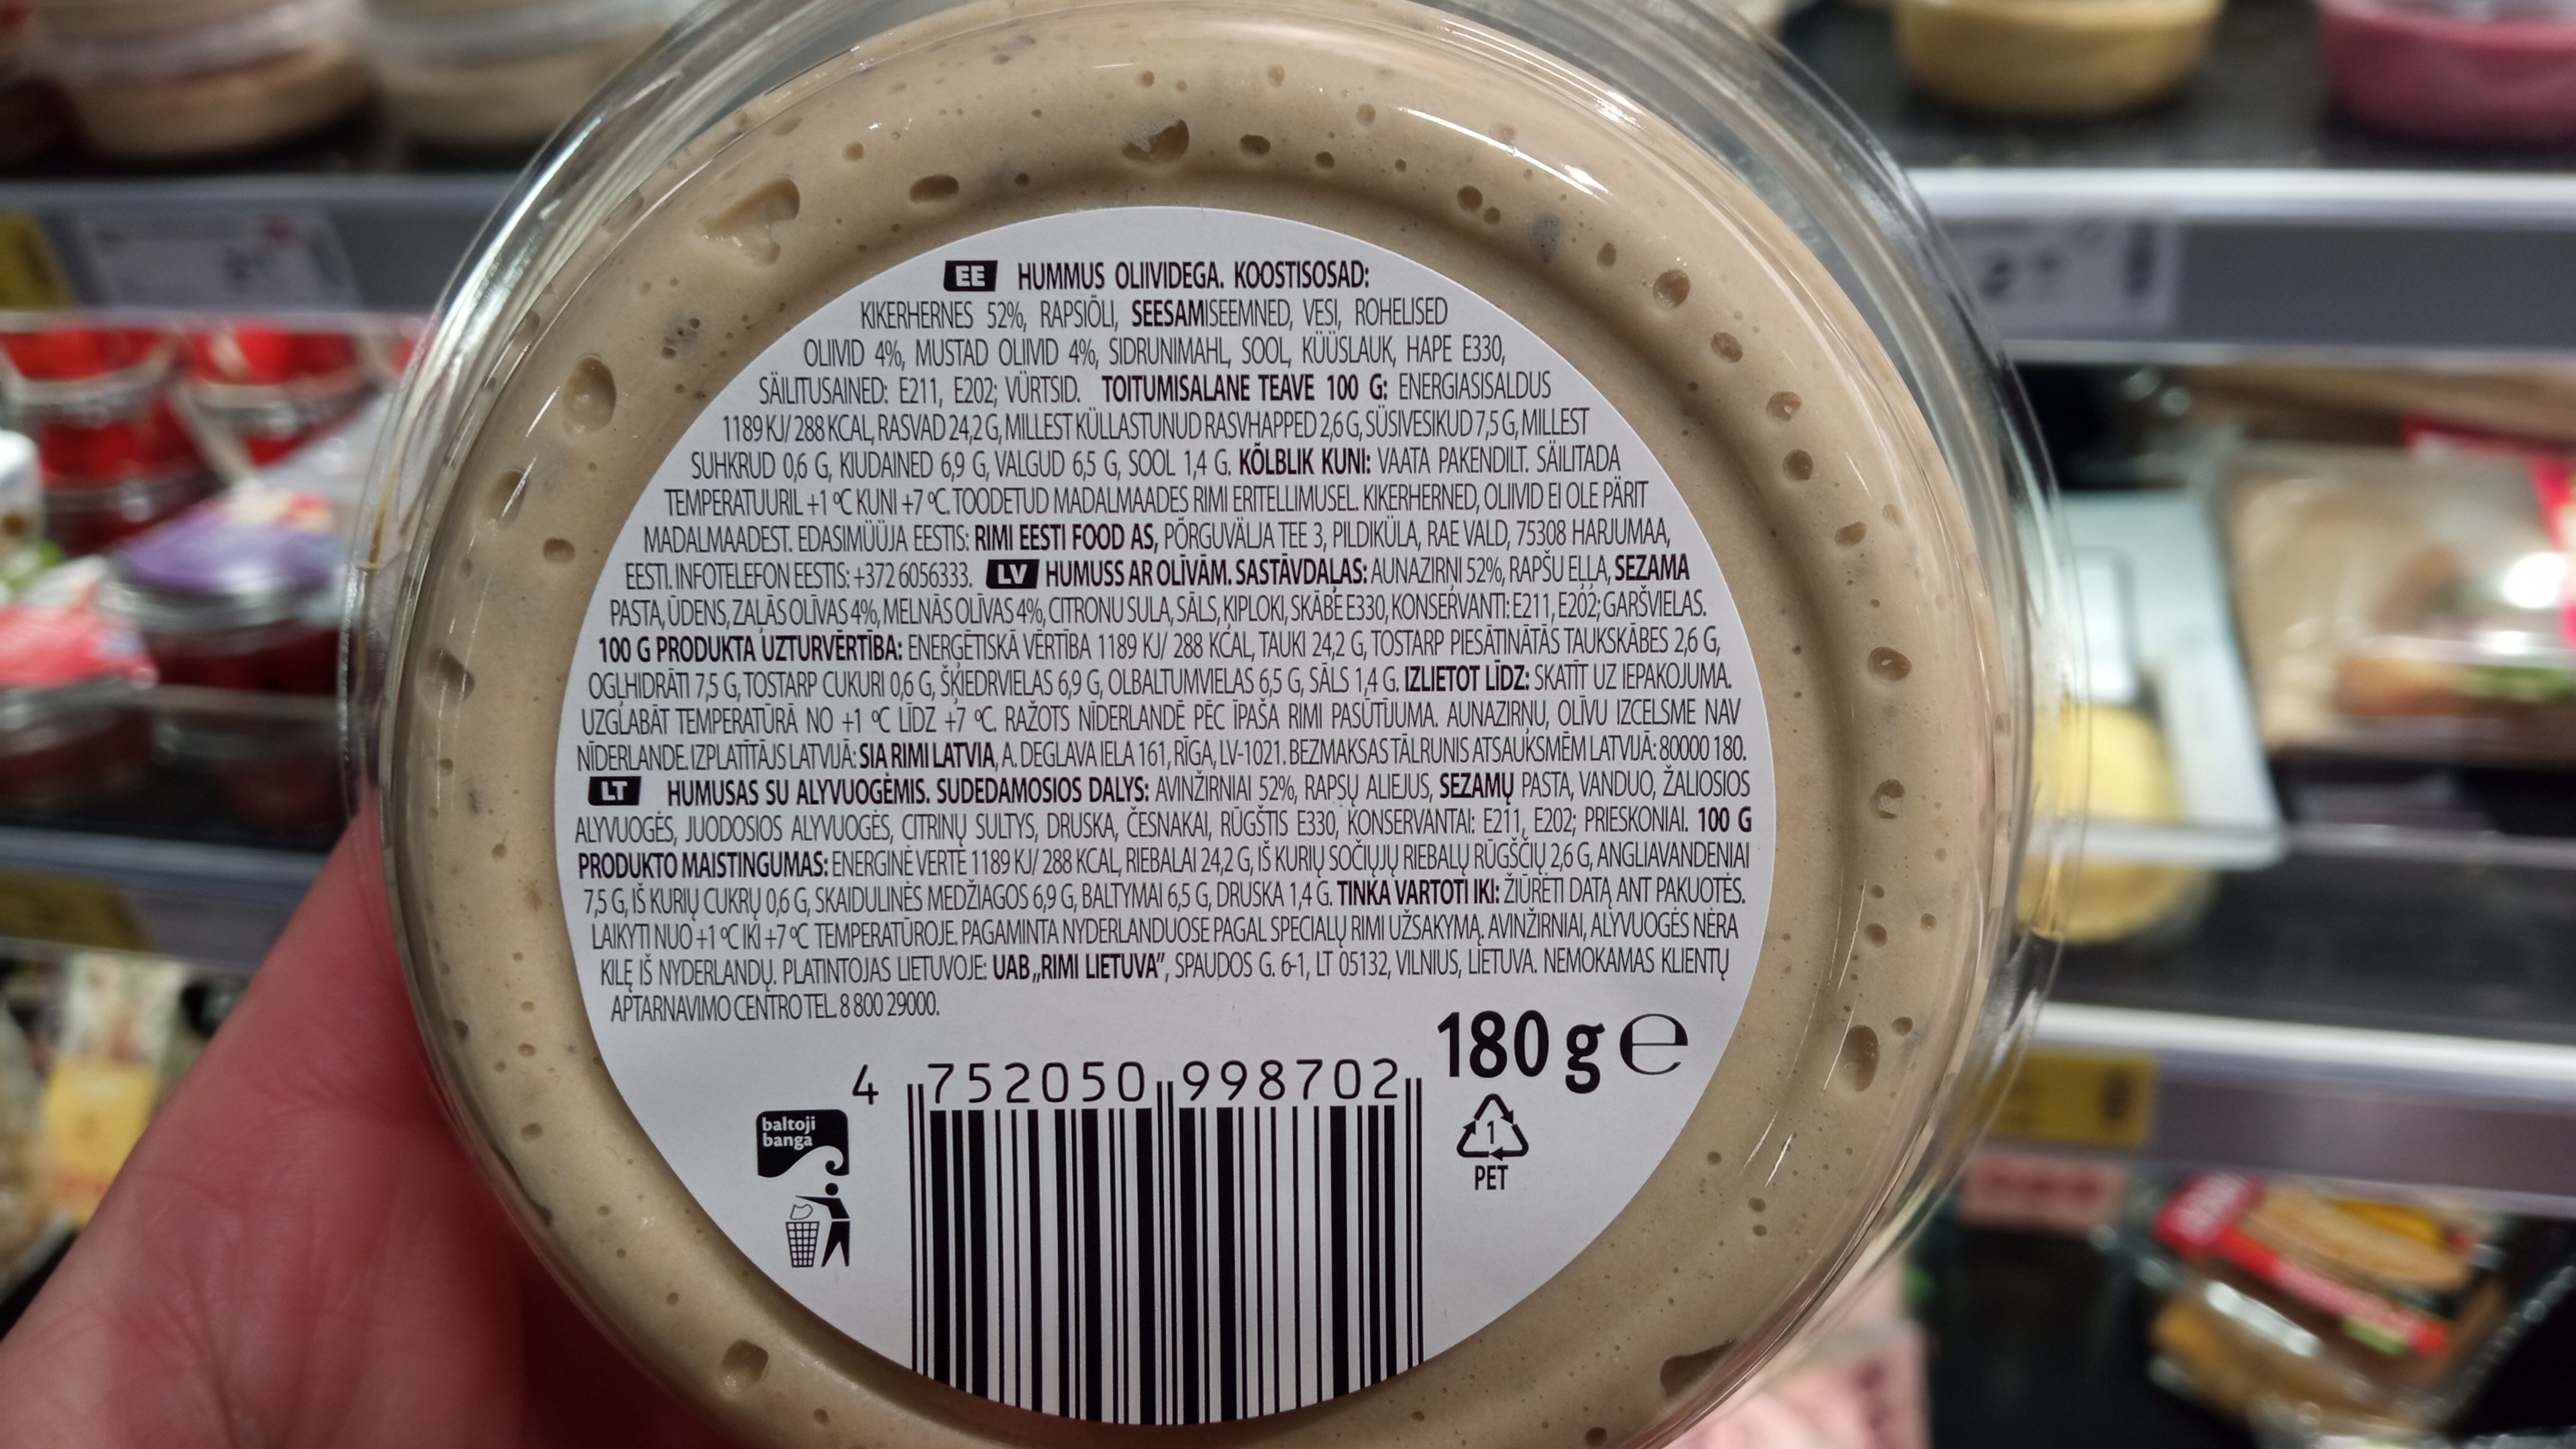 EE HUMMUS OLIIVIDEGA. KOOSTISOSAD:
KIKERHERNES 52%, RAPSIÕLI, SEESAMISEEMNED, VESI, ROHELISED
OLIIVID 4%, MUSTAD OLIIVID 4%, SIDRUNIMAHL, SOOL, KÜÜSLAUK, HAPE E330,
SÄILITUSAINED: E211, E202; VÜRTSID. TOITUMISALANE TEAVE 100 G: ENERGIASISALDUS
1189 KJ/ 288 KCAL, RASVAD 24,2 G, MILLEST KÜLLASTUNUD RASVHAPPED 2,6 G, SÜSIVESIKUD 7,5 G, MILLEST
SUHKRUD 0,6 G, KIUDAINED 6,9 G, VALGUD 6,5 G, SOOL 1,4 G. KÕLBLIK KUNI: VAATA PAKENDILT. SÄILITADA
TEMPERATUURIL +1 °C KUNI +7 °C. TOODETUD MADALMAADES RIMI ERITELLIMUSEL. KIKERHERNED, OLIIVID EI OLE PÄRIT
MADALMAADEST. EDASIMÜÜJA EESTIS: RIMI EESTI FOOD AS, PÕRGUVÄLJA TEE 3, PILDIKÜLA, RAE VALD, 75308 HARJUMAA,
EESTI. INFOTELEFON EESTIS: +372 6056333. LV HUMUSS AR OLĪVĀM. SASTĀVDAĻAS: AUNAZIRŅI 52%, RAPŠU EĻĻA, SEZAMA
PASTA, ŪDENS, ZAĻĀS OLĪVAS 4%, MELNĀS OLĪVAS 4%, CITRONU SULA, SĀLS, ĶIPLOKI, SKĀBE E330, KONSERVANTI: E211, E202; GARŠVIELAS.
100 G PRODUKTA UZTURVĒRTĪBA: ENERĢĒTISKĀ VĒRTĪBA 1189 KJ/ 288 KCAL, TAUKI 24,2 G, TOSTARP PIESĀTINĀTĀS TAUKSKĀBES 2,6 G,
OGĻHIDRĀTI 7,5 G, TOSTARP CUKURI 0,6 G, ŠĶIEDRVIELAS 6,9 G, OLBALTUMVIELAS 6,5 G, SĀLS 1,4 G. IZLIETOT LĪDZ: SKATĪT UZ IEPAKOJUMA.
UZGLABĀT TEMPERATŪRĀ NO +1 °C LĪDZ +7 °C. RAŽOTS NĪDERLANDĒ PĒC ĪPAŠA RIMI PASŪTĪJUMA. AUNAZIRŅU, OLĪVU IZCELSME NAV
NĪDERLANDE. IZPLATĪTĀJS LATVIJĀ: SIA RIMI LATVIA, A. DEGLAVA IELA 161, RĪGA, LV-1021. BEZMAKSAS TĀLRUNIS ATSAUKSMĒM LATVIJĀ: 80000 180.
LT HUMUSAS SU ALYVUOGĖMIS. SUDEDAMOSIOS DALYS: AVINŽIRNIAI 52%, RAPSŲ ALIEJUS, SEZAMŲ PASTA, VANDUO, ŽALIOSIOS
ALYVUOGĖS, JUODOSIOS ALYVUOGĖS, CITRINŲ SULTYS, DRUSKA, ČESNAKAI, RŪGŠTIS E330, KONSERVANTAI: E211, E202; PRIESKONIAI. 100 G
PRODUKTO MAISTINGUMAS: ENERGINĖ VERTĖ 1189 KJ/ 288 KCAL, RIEBALAI 24,2 G, IŠ KURIŲ SOČIŲJŲ RIEBALŲ RŪGŠČIŲ 2,6 G, ANGLIAVANDENIAI
7,5 G, IŠ KURIŲ CUKRŲ 0,6 G, SKAIDULINĖS MEDŽIAGOS 6,9 G, BALTYMAI 6,5 G, DRUSKA 1,4 G. TINKA VARTOTI IKI: ŽIŪRĖTI DATĄ ANT PAKUOTĖS.
LAIKYTI NUO +1 °C IKI +7 °C TEMPERATŪROJE. PAGAMINTA NYDERLANDUOSE PAGAL SPECIALŲ RIMI UŽSAKYMĄ. AVINŽIRNIAI, ALYVUOGĖS NĖRA
KILĘ IŠ NYDERLANDŲ. PLATINTOJAS LIETUVOJE: UAB „RIMI LIETUVA”, SPAUDOS G. 6-1, LT 05132, VILNIUS, LIETUVA. NEMOKAMAS KLIENTŲ
APTARNAVIMO CENTRO TEL. 8 800 29000.
180 g e
4 752050 998702
baltoji
banga
1
PET